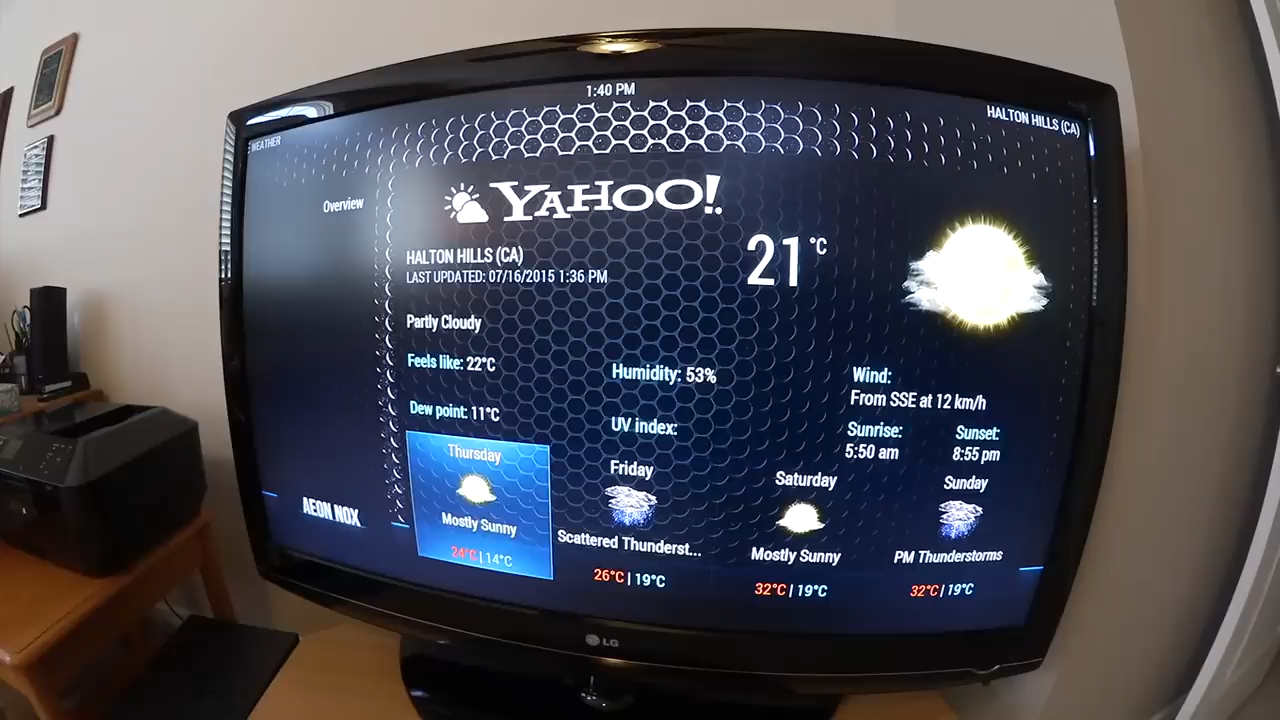 1:40 PM
HALTON HILLS (CA)
WEATHER
Overview
YAHOO!
HALTON HILLS (CA)
LAST UPDATED: 07/16/2015 1:36 PM
21°C
Partly Cloudy
Feels like: 22°C
Humidity: 53%
Wind:
From SSE at 12 km/h
Dew point: 11°C
UV index:
Sunrise:
5:50 am
Sunset:
8:55 pm
Thursday
Mostly Sunny
24°C | 14°C
Friday
Scattered Thunderst...
26°C | 19°C
Saturday
Mostly Sunny
32°C | 19°C
Sunday
PM Thunderstorms
32°C | 19°C
AEON NOX
LG